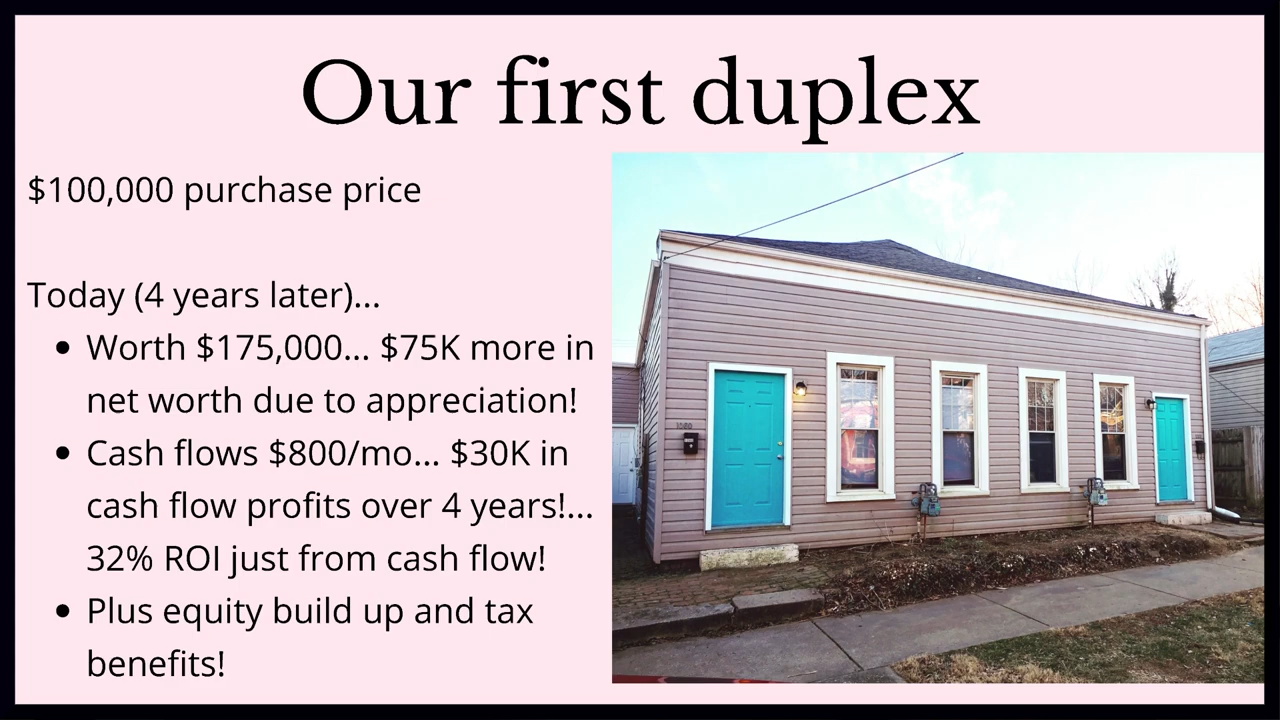 Our first duplex
$100,000 purchase price
Today (4 years later)...
• Worth $175,000... $75K more in
net worth due to appreciation!
• Cash flows $800/mo... $30K in
cash flow profits over 4 years!...
32% ROI just from cash flow!
• Plus equity build up and tax
benefits!